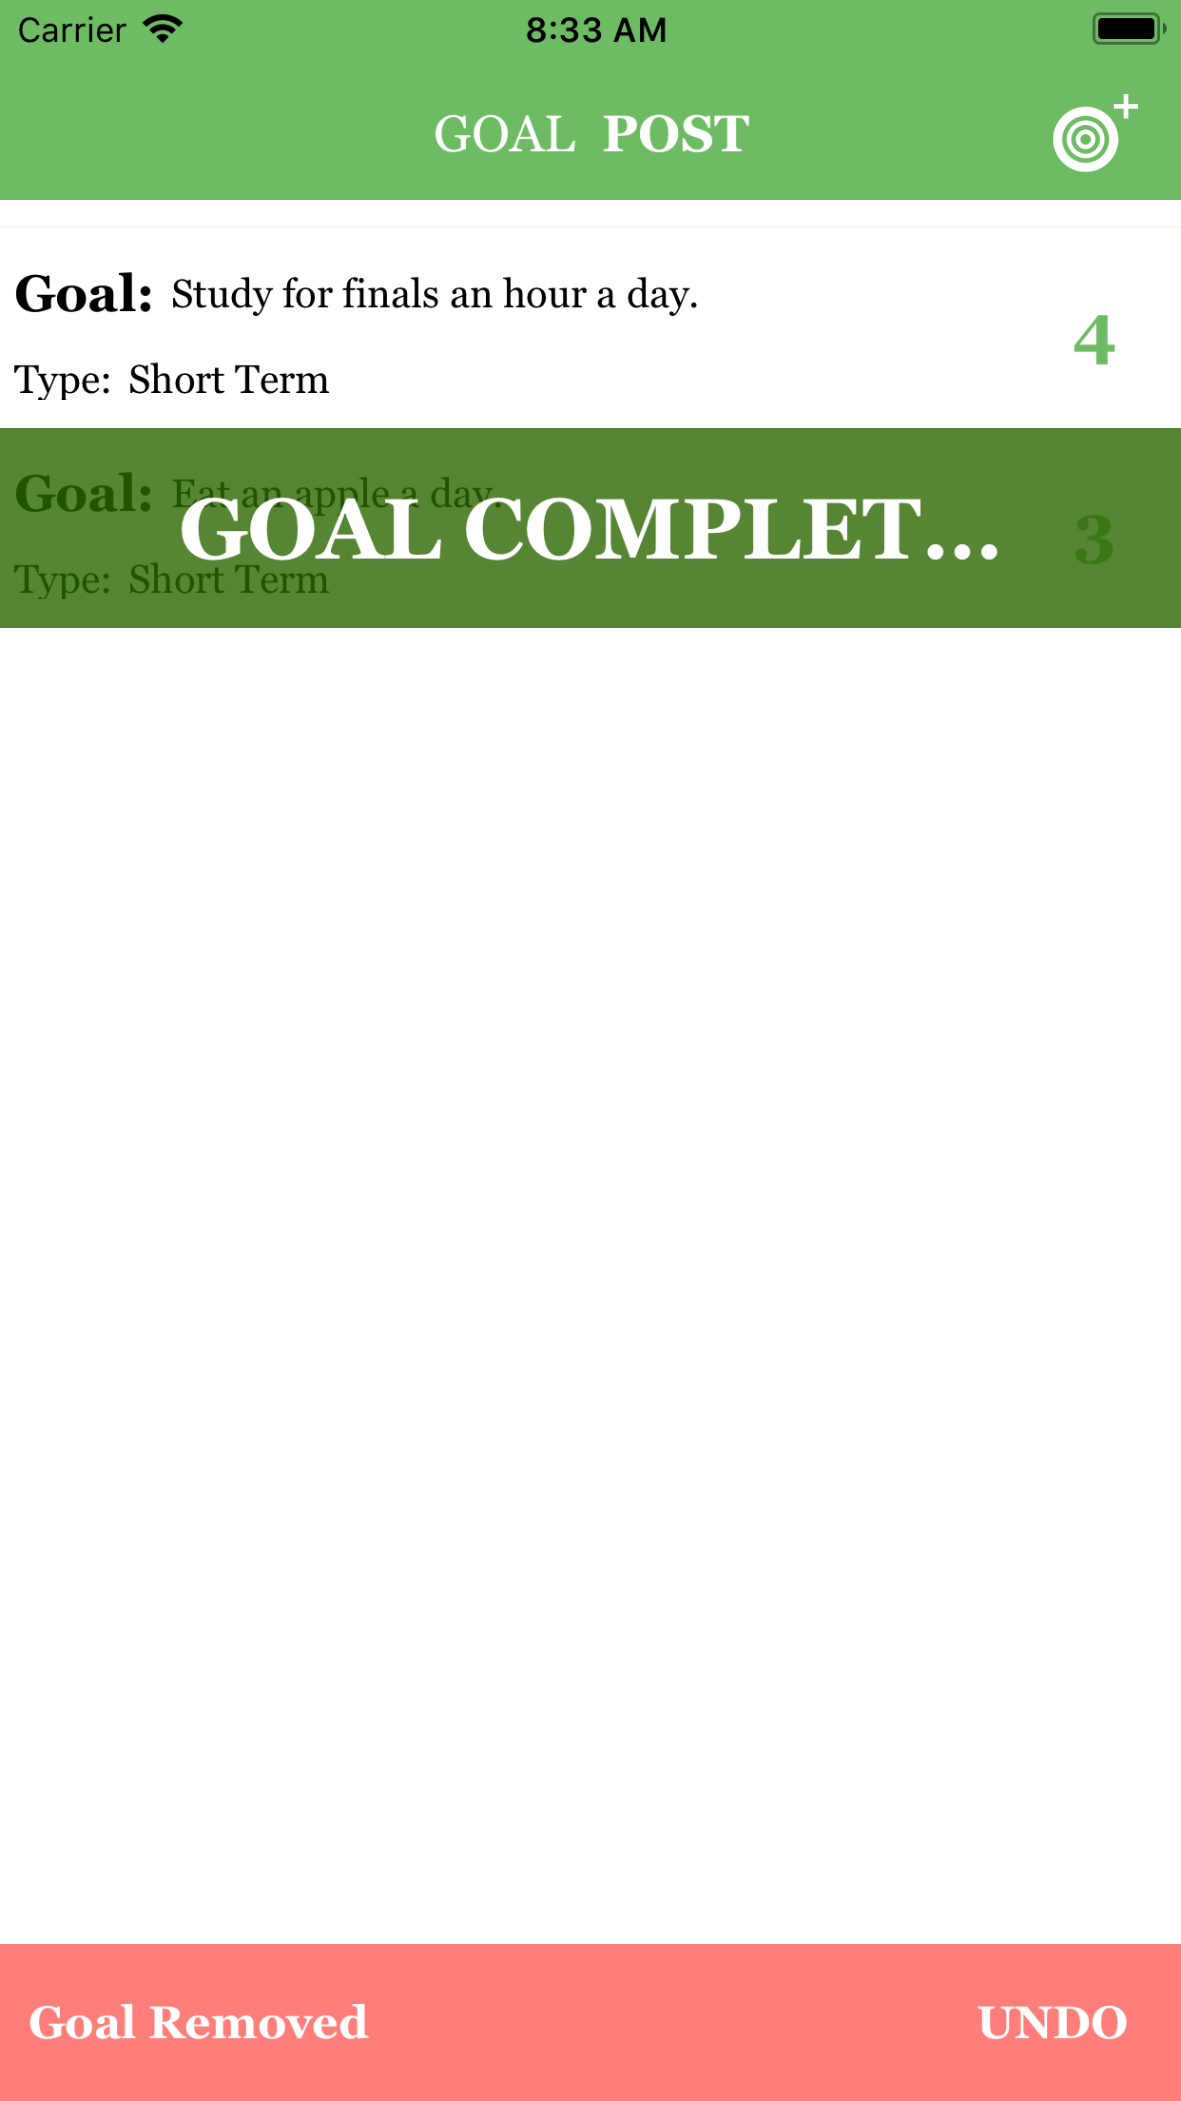 Carrier 8:33 AM
GOAL POST
Goal: Study for finals an hour a day.
4
Type: Short Term
Goal: Eat an apple a day.
GOAL COMPLET...
3
Type: Short Term
Goal Removed UNDO